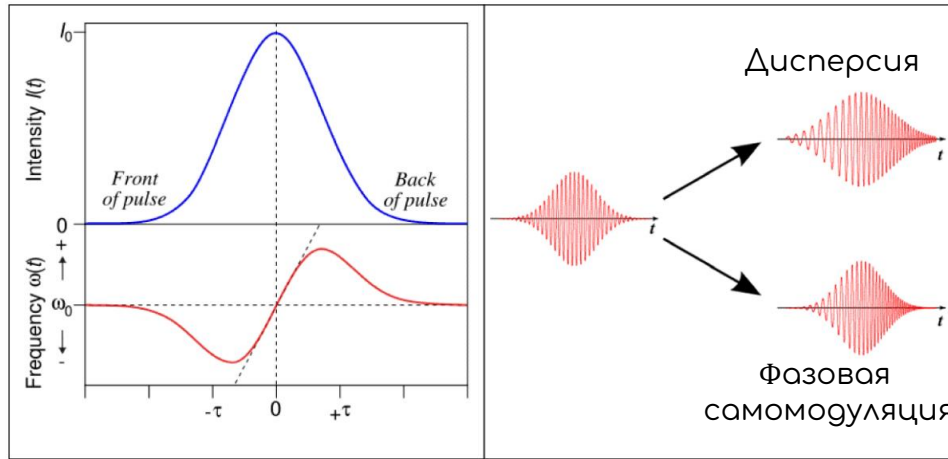 I₀
Intensity I(t)
Front
of pulse
Back
of pulse
0
+
Frequency ω(t)
ω₀
-
-τ
0
+τ
Дисперсия
t
t
t
Фазовая
самомодуляция